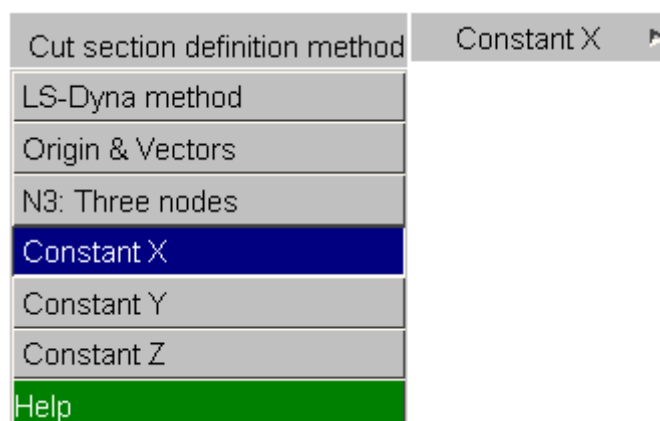 Cut section definition method
Constant X
LS-Dyna method
Origin & Vectors
N3: Three nodes
Constant X
Constant Y
Constant Z
Help